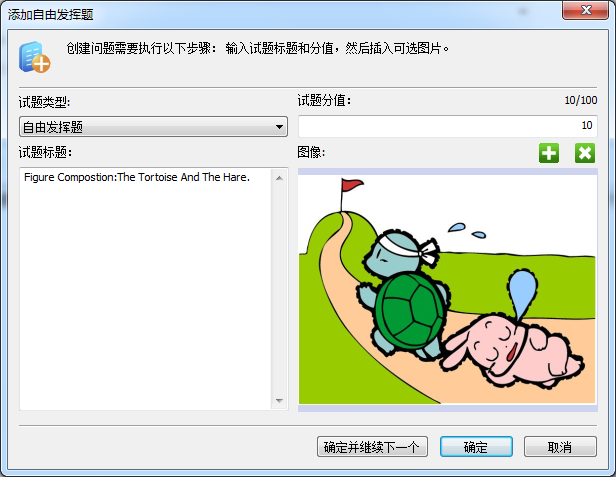 添加自由发挥题
创建问题需要执行以下步骤： 输入试题标题和分值，然后插入可选图片。
试题类型:
试题分值：
10/100
自由发挥题
10
试题标题：
图像:
Figure Compostion:The Tortoise And The Hare.
确定并继续下一个
确定
取消